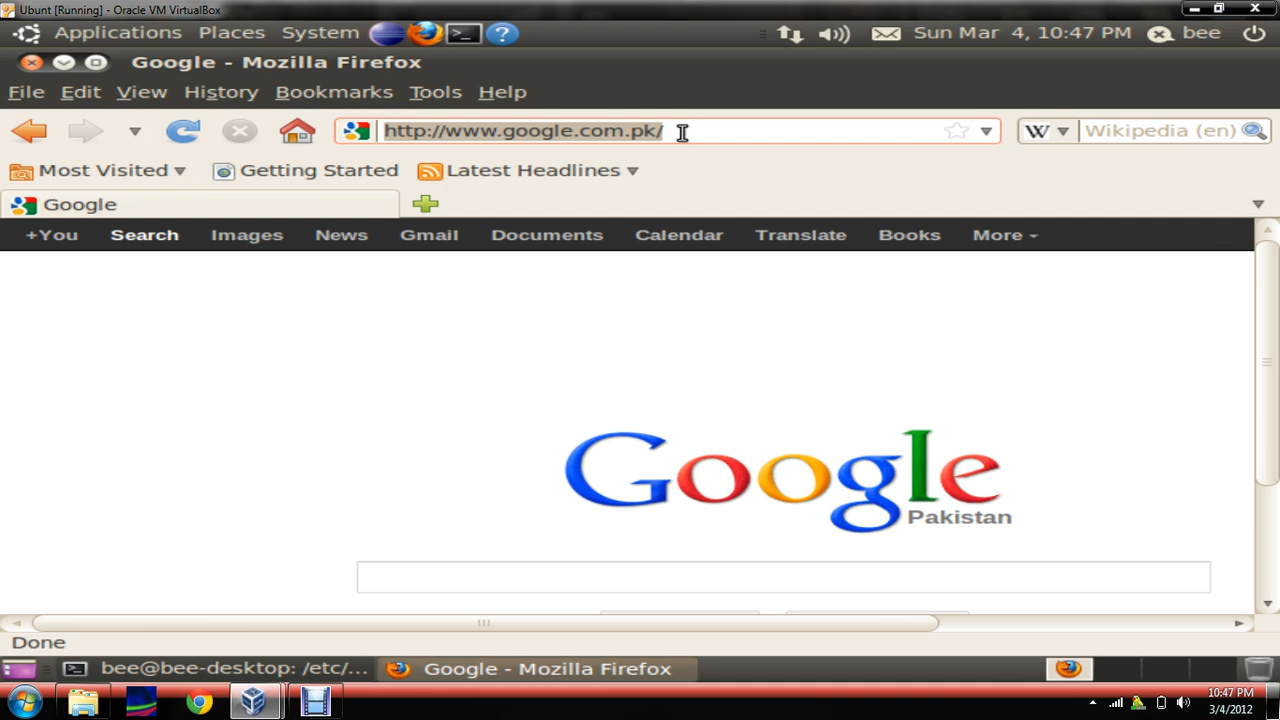 Ubunt [Running] - Oracle VM VirtualBox
Applications Places System Sun Mar 4, 10:47 PM bee
Google - Mozilla Firefox
File Edit View History Bookmarks Tools Help
http://www.google.com.pk/ W Wikipedia (en)
Most Visited Getting Started Latest Headlines
Google
+You Search Images News Gmail Documents Calendar Translate Books More
Google
Pakistan
Done
bee@bee-desktop: /etc/... Google - Mozilla Firefox
10:47 PM
3/4/2012